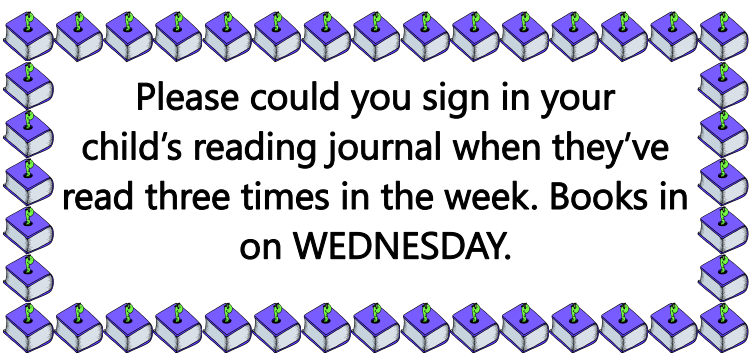 Please could you sign in your
child’s reading journal when they’ve
read three times in the week. Books in
on WEDNESDAY.